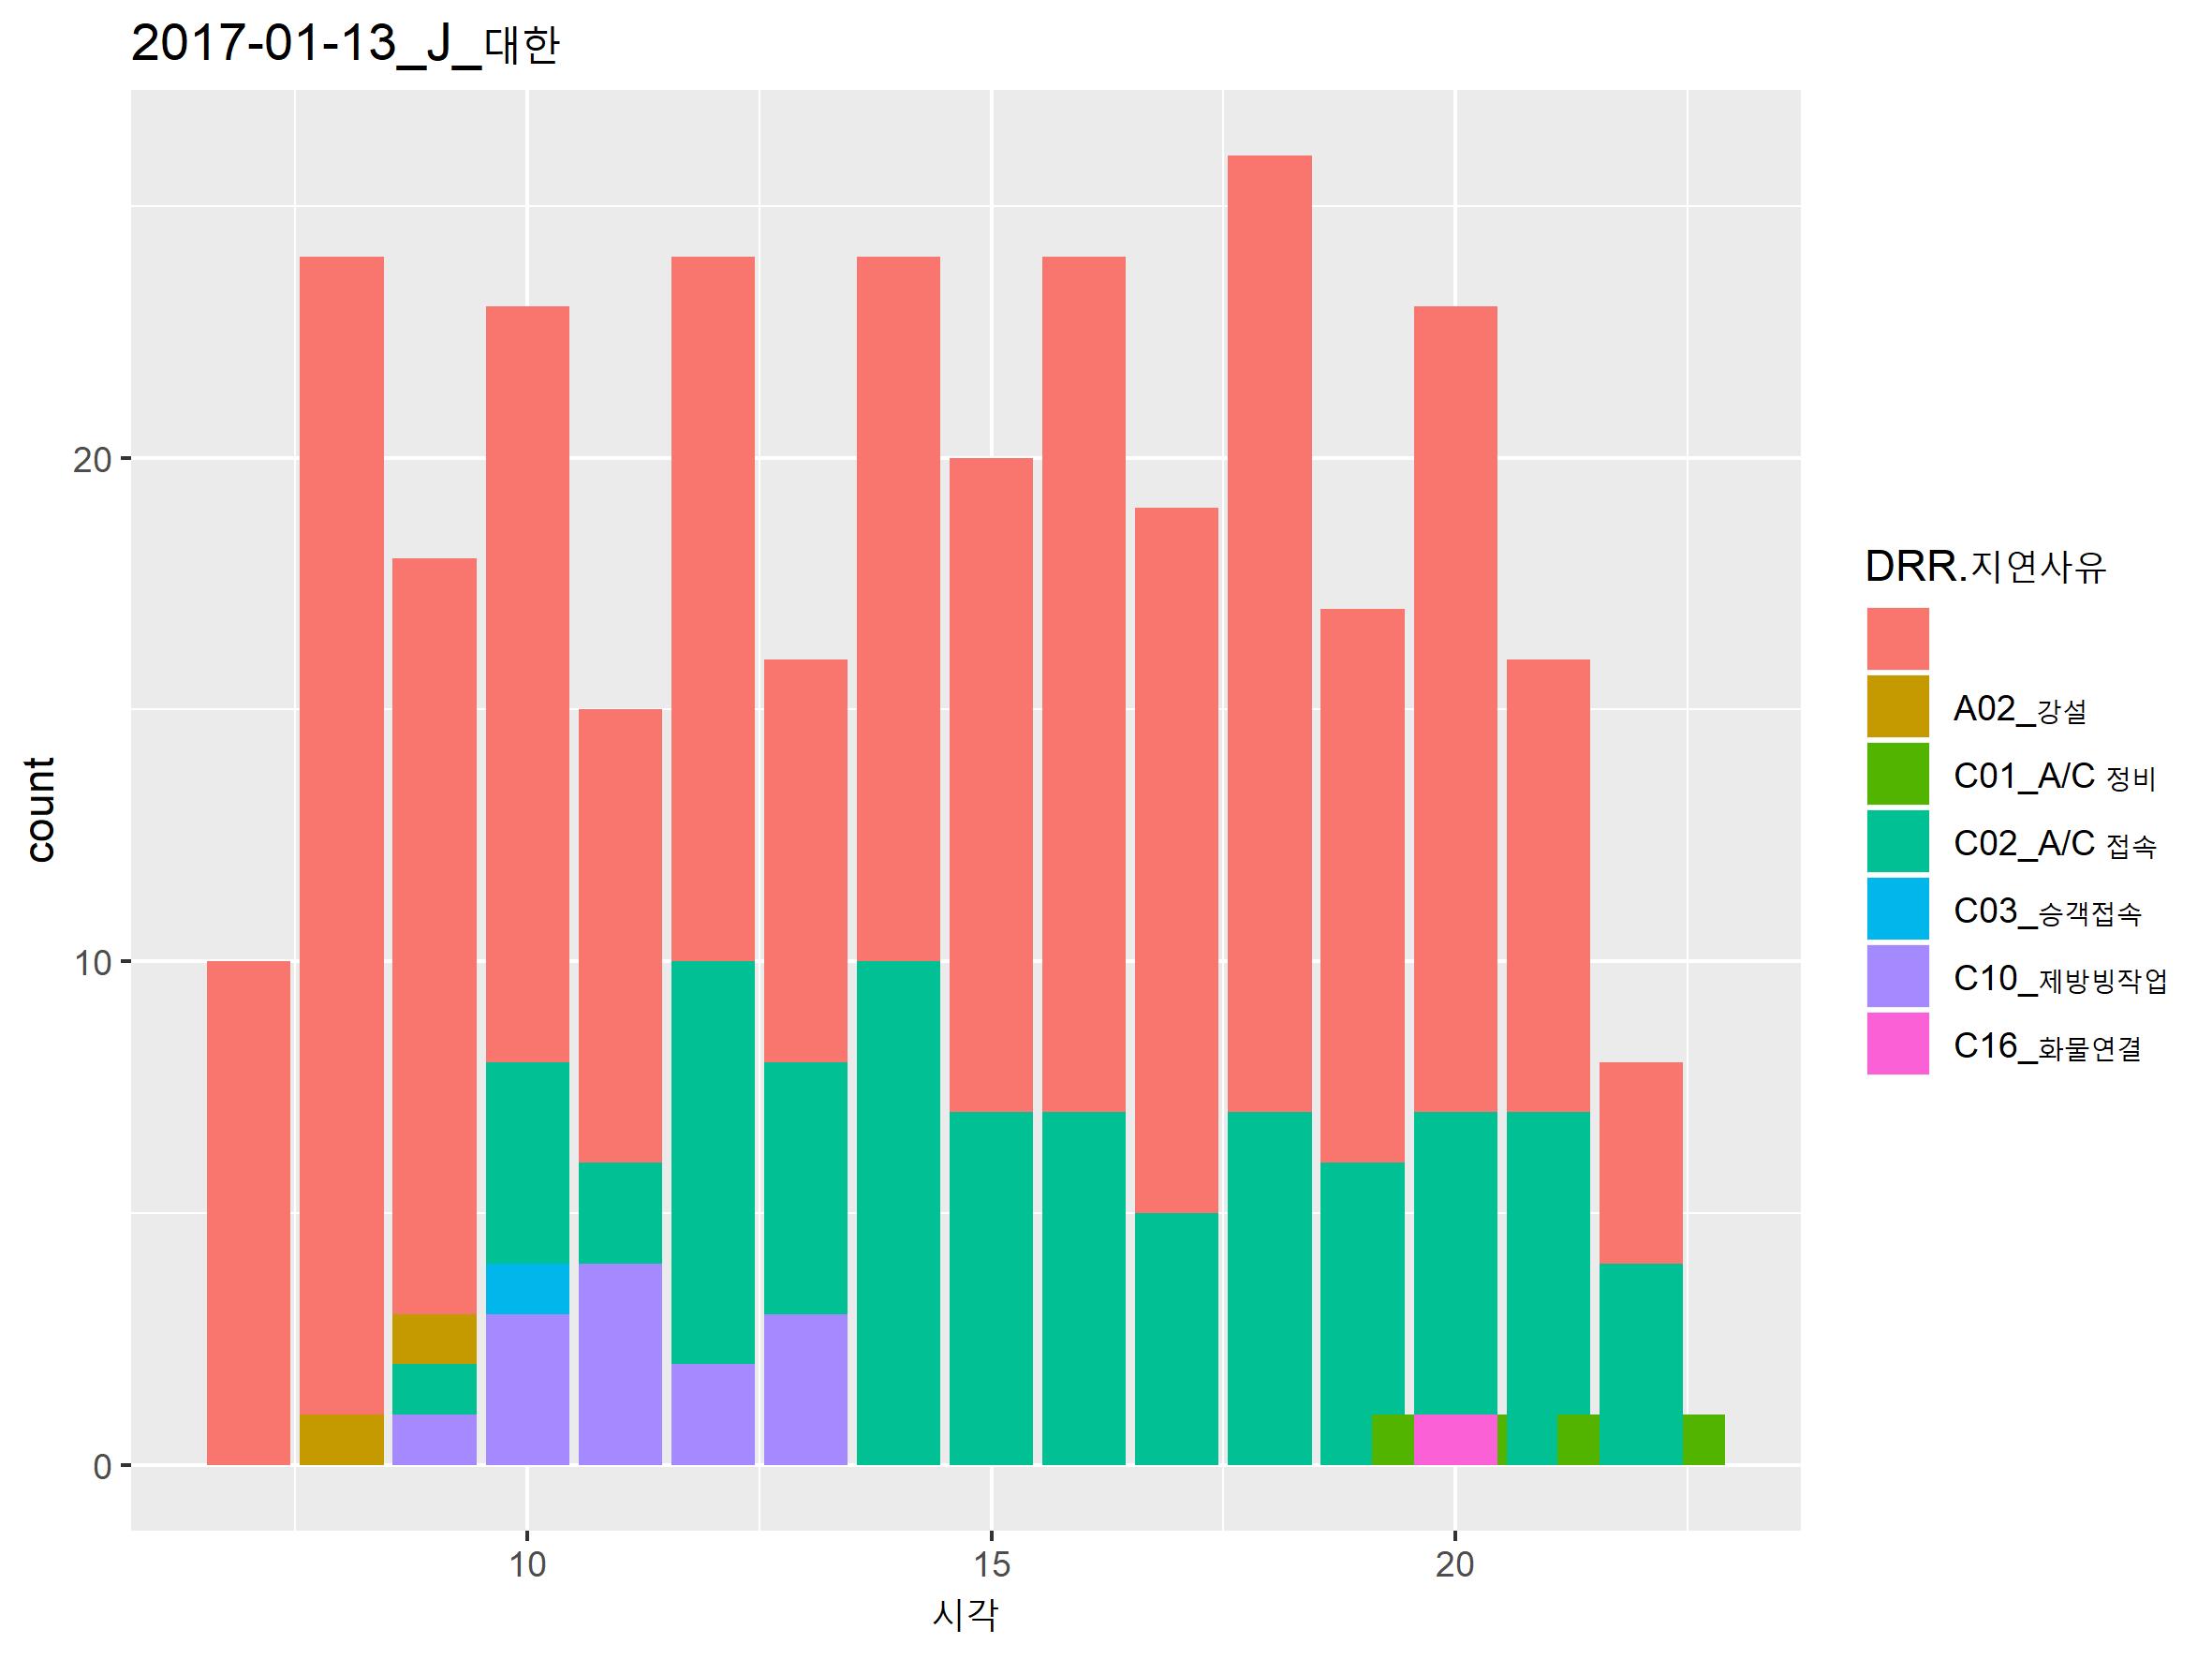 2017-01-13_J_대한
count
20
10
0
10
15
20
시각
DRR.지연사유
A02_강설
C01_A/C 정비
C02_A/C 접속
C03_승객접속
C10_제방빙작업
C16_화물연결